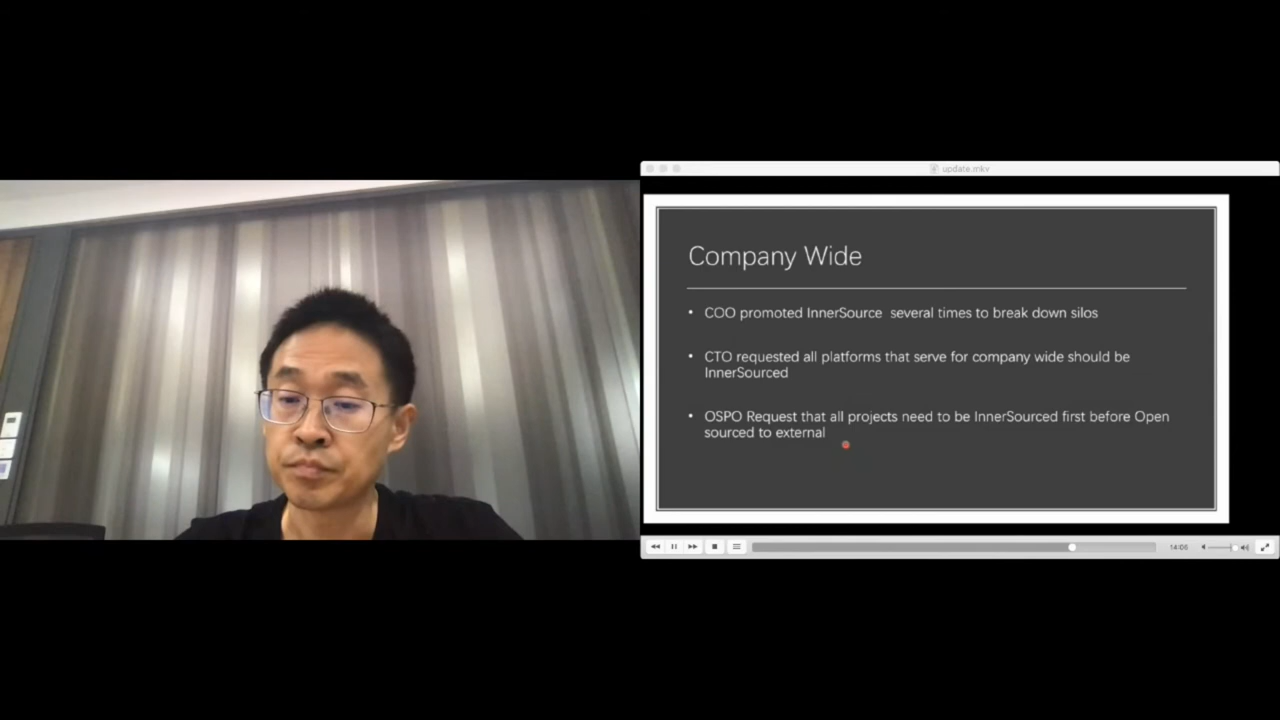 update.mkv
Company Wide
• COO promoted InnerSource several times to break down silos
• CTO requested all platforms that serve for company wide should be
InnerSourced
• OSPO Request that all projects need to be InnerSourced first before Open
sourced to external
14:06